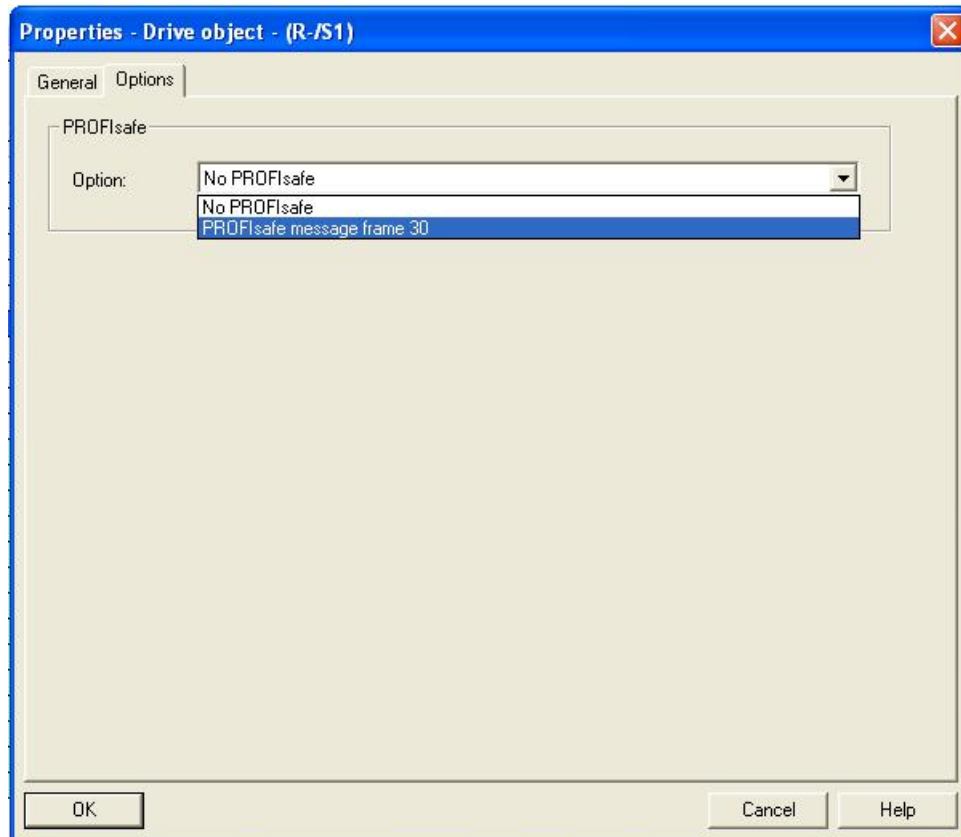 Properties - Drive object - (R-/S1)
General Options
PROFIsafe
Option: No PROFIsafe
No PROFIsafe
PROFIsafe message frame 30
OK Cancel Help